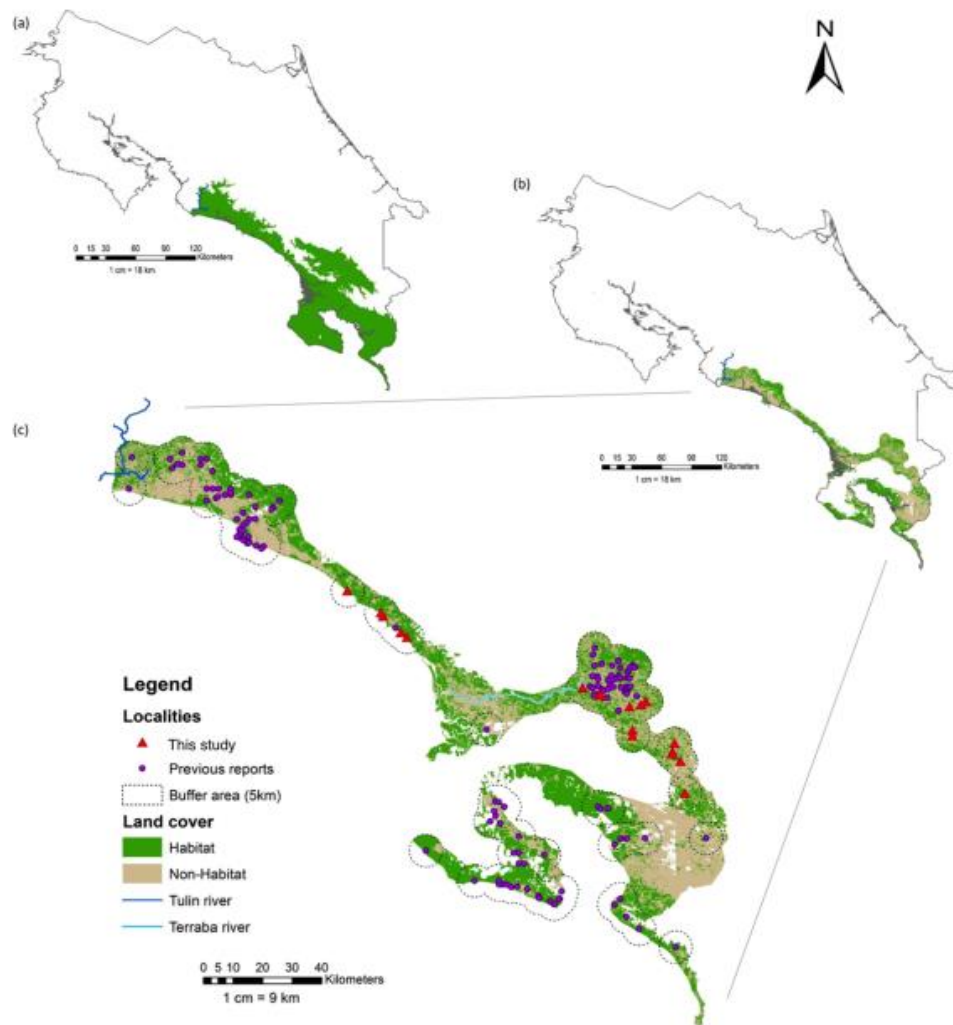 (a)
N
(b)
0 15 30 60 90 120
Kilometers
1 cm = 18 km
0 15 30 60 90 120
Kilometers
1 cm = 18 km
(c)
Legend
Localities
This study
Previous reports
Buffer area (5km)
Land cover
Habitat
Non-Habitat
Tulin river
Terraba river
0 5 10 20 30 40
Kilometers
1 cm = 9 km